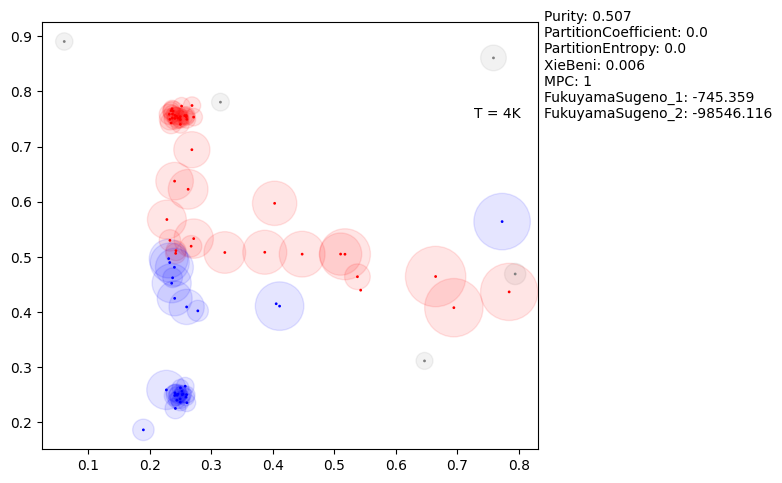 Purity: 0.507
PartitionCoefficient: 0.0
PartitionEntropy: 0.0
XieBeni: 0.006
MPC: 1
FukuyamaSugeno_1: -745.359
FukuyamaSugeno_2: -98546.116
T = 4K
0.9
0.8
0.7
0.6
0.5
0.4
0.3
0.2
0.1
0.2
0.3
0.4
0.5
0.6
0.7
0.8